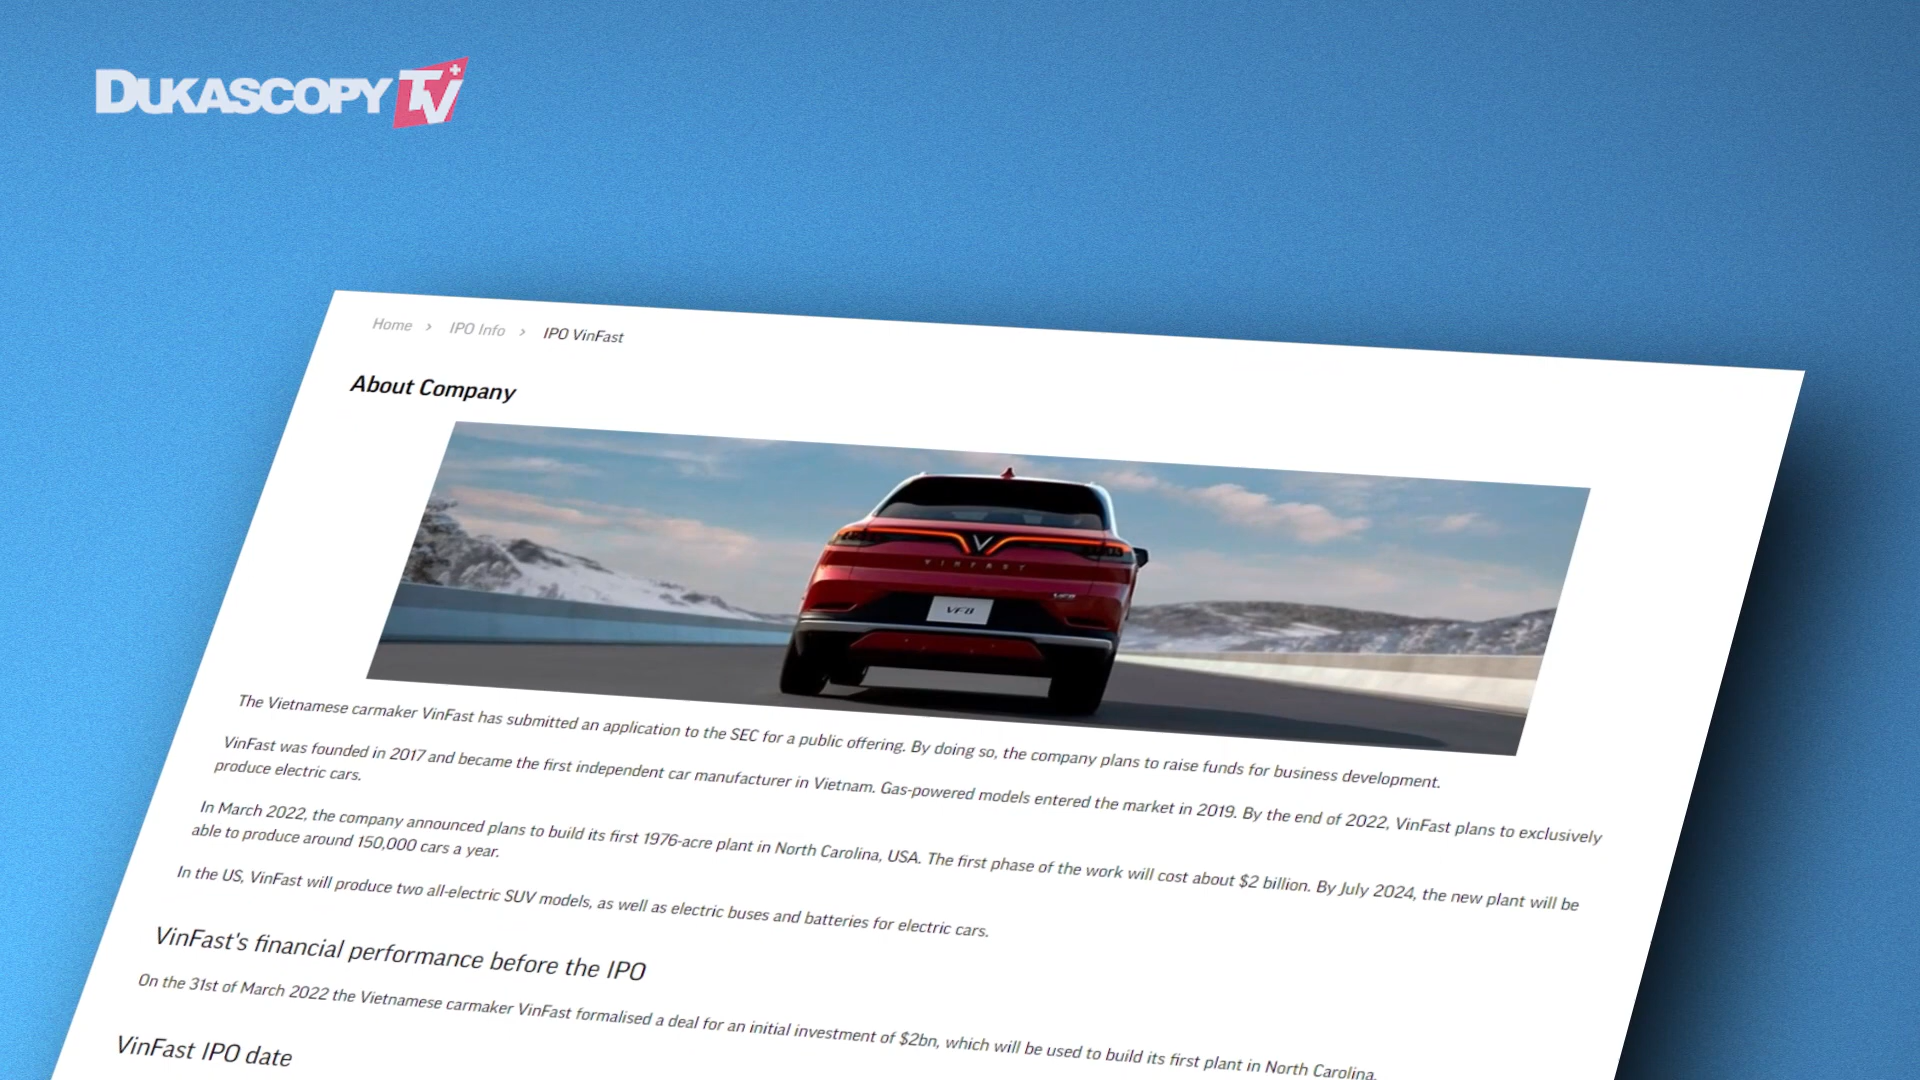 DUKASCOPY TV
Home > IPO Info > IPO VinFast
About Company
VINFAST
VF8
VF8
The Vietnamese carmaker VinFast has submitted an application to the SEC for a public offering. By doing so, the company plans to raise funds for business development.
VinFast was founded in 2017 and became the first independent car manufacturer in Vietnam. Gas-powered models entered the market in 2019. By the end of 2022, VinFast plans to exclusively
produce electric cars.
In March 2022, the company announced plans to build its first 1976-acre plant in North Carolina, USA. The first phase of the work will cost about $2 billion. By July 2024, the new plant will be
able to produce around 150,000 cars a year.
In the US, VinFast will produce two all-electric SUV models, as well as electric buses and batteries for electric cars.
VinFast's financial performance before the IPO
On the 31st of March 2022 the Vietnamese carmaker VinFast formalised a deal for an initial investment of $2bn, which will be used to build its first plant in North Carolina.
VinFast IPO date